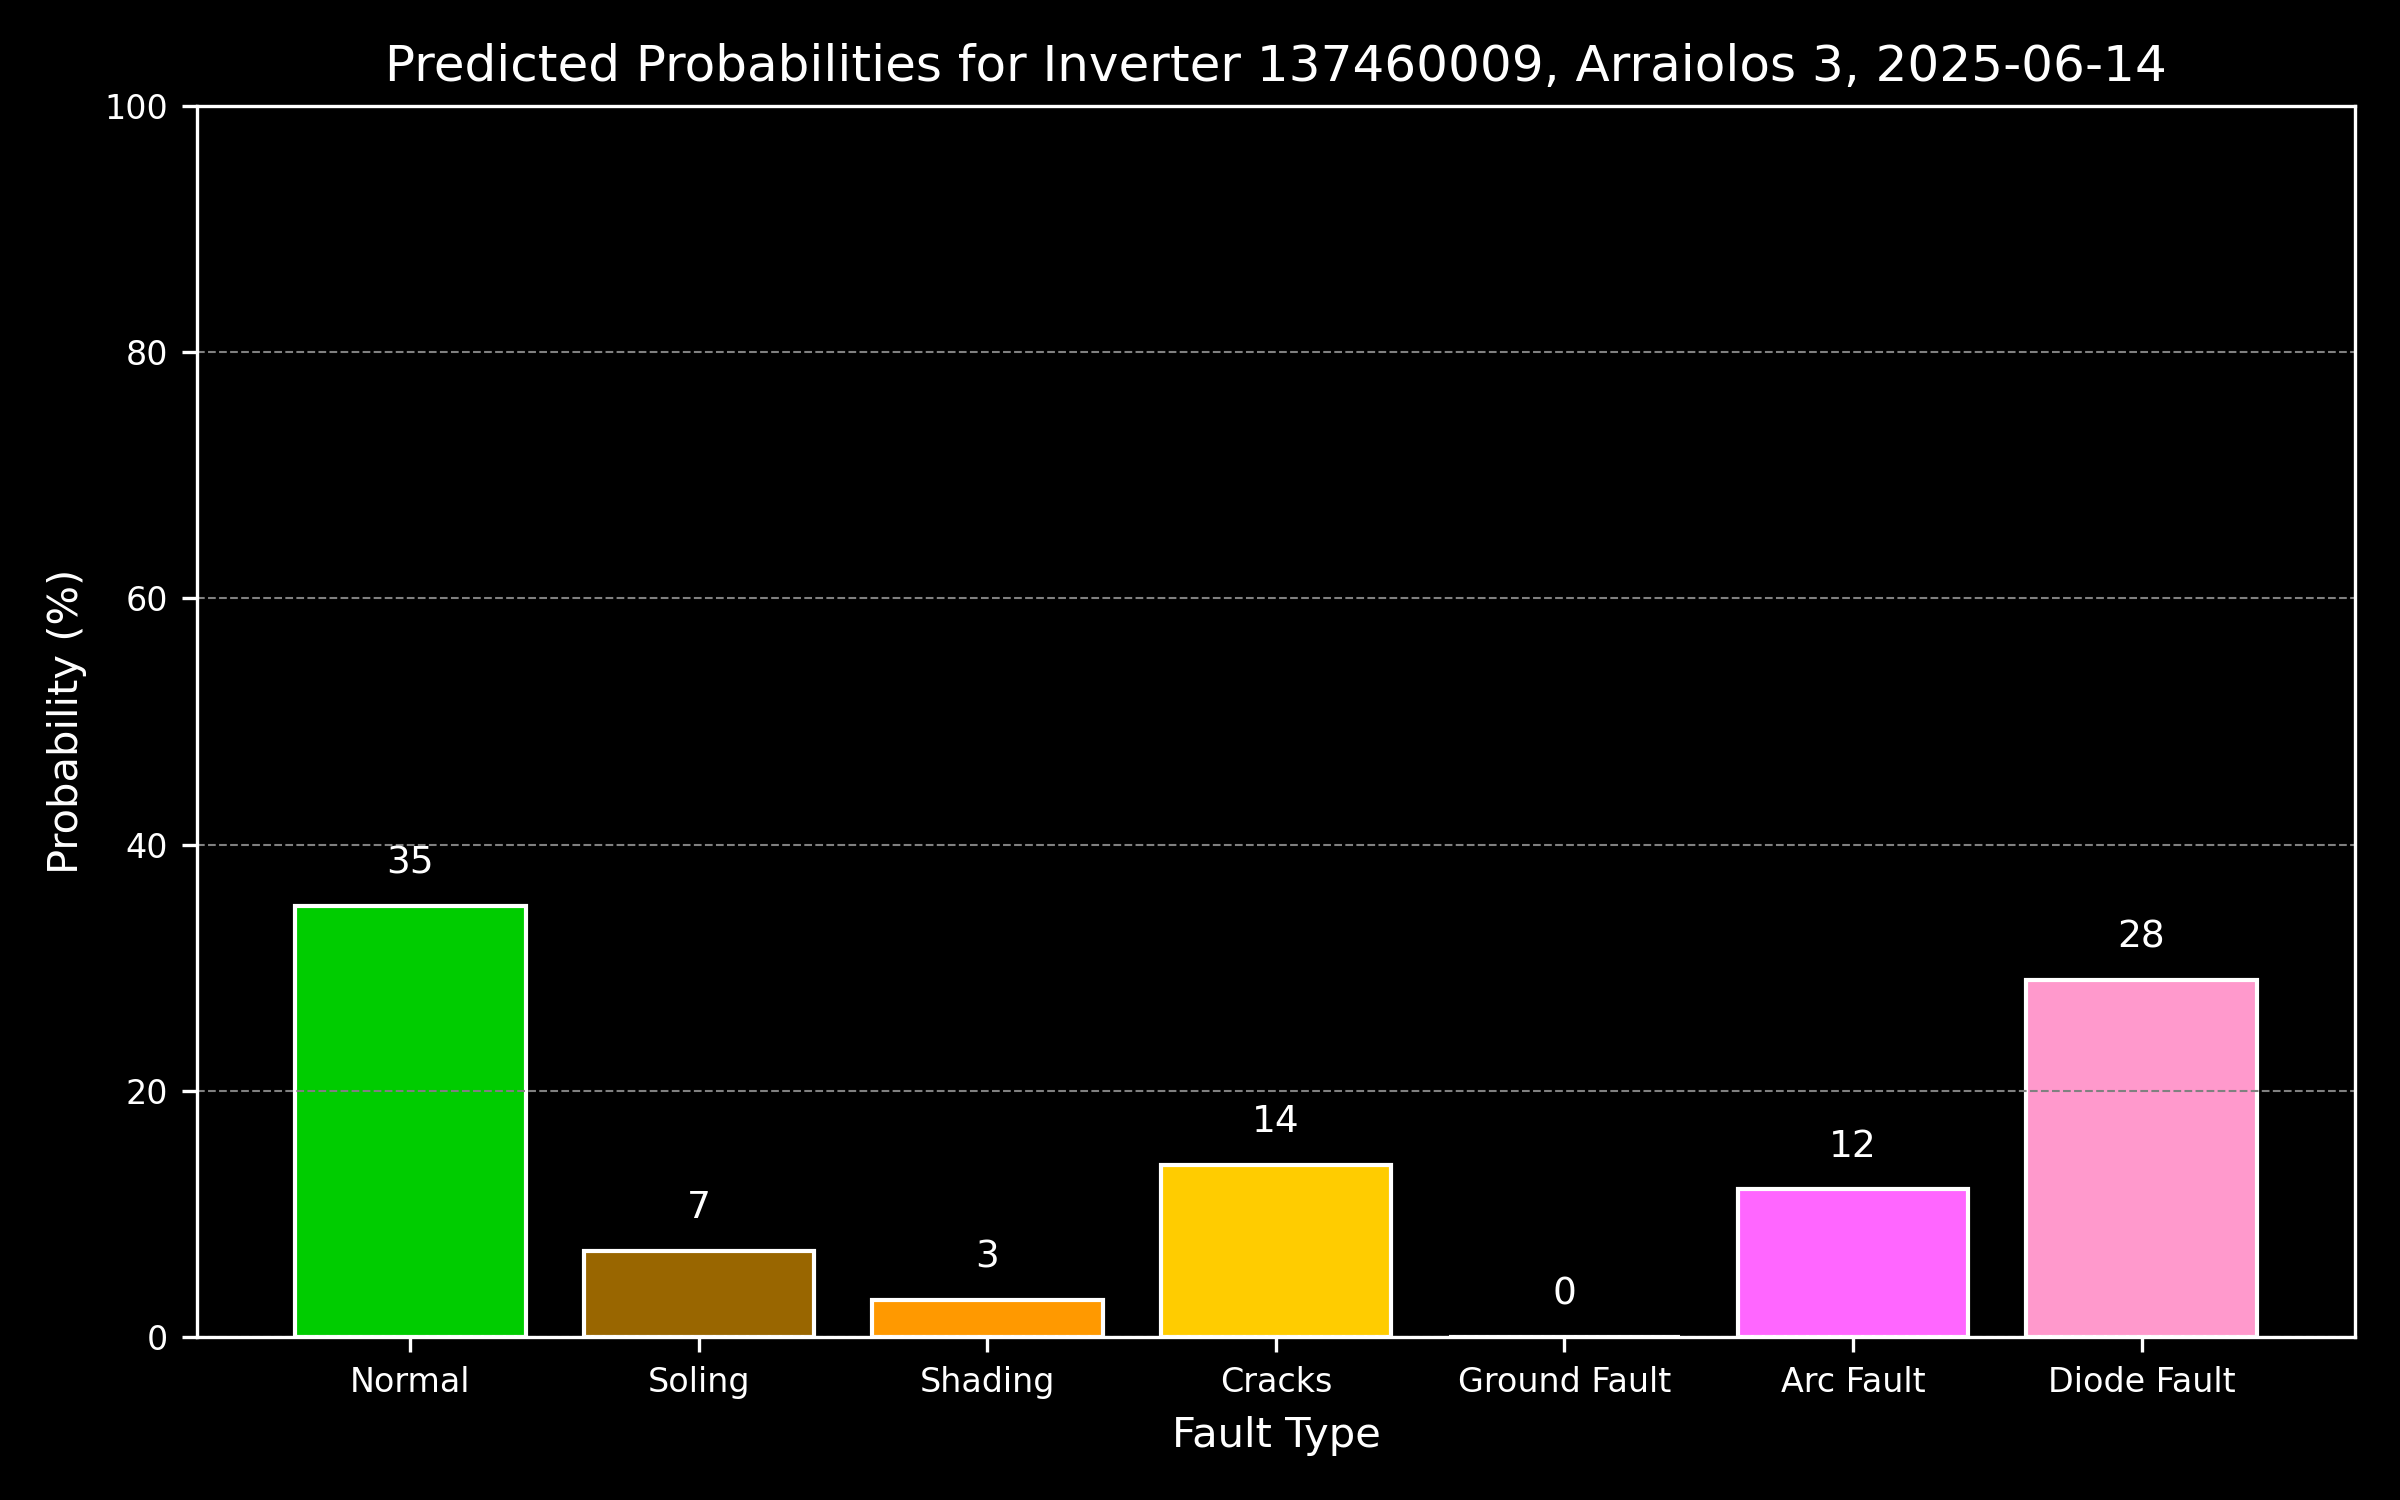 Predicted Probabilities for Inverter 137460009, Arraiolos 3, 2025-06-14
Probability (%)
100
80
60
40
20
0
35
7
3
14
0
12
28
Normal
Soling
Shading
Cracks
Ground Fault
Arc Fault
Diode Fault
Fault Type